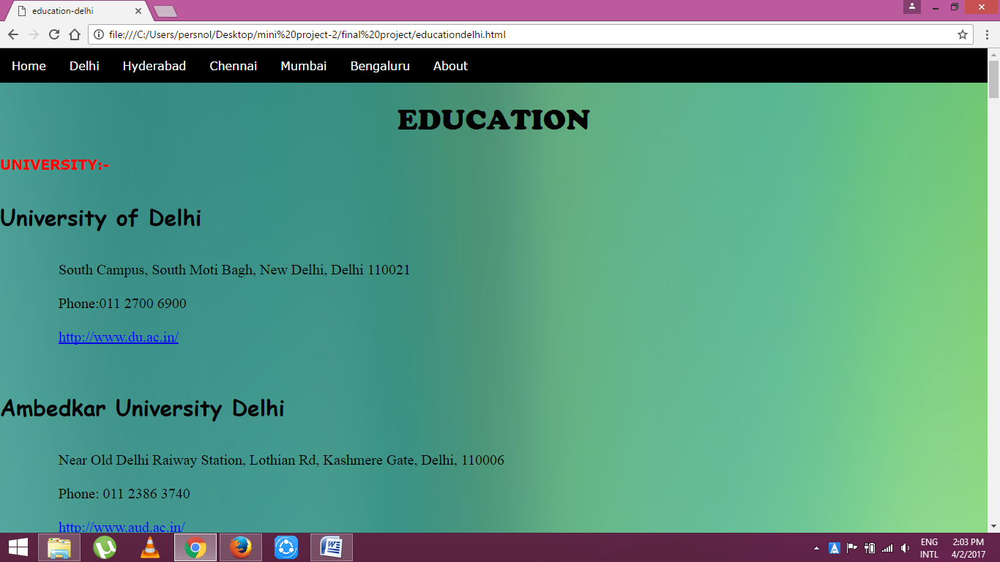 education-delhi
file:///C:/Users/persnol/Desktop/mini%20project-2/final%20project/educationdelhi.html
Home Delhi Hyderabad Chennai Mumbai Bengaluru About
EDUCATION
UNIVERSITY:-
University of Delhi
South Campus, South Moti Bagh, New Delhi, Delhi 110021
Phone:011 2700 6900
http://www.du.ac.in/
Ambedkar University Delhi
Near Old Delhi Raiway Station, Lothian Rd, Kashmere Gate, Delhi, 110006
Phone: 011 2386 3740
http://www.aud.ac.in/
ENG 2:03 PM
INTL 4/2/2017